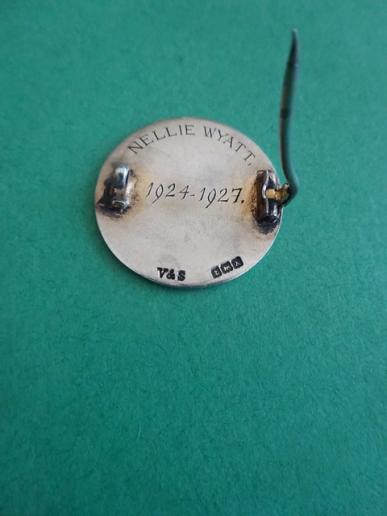 NELLIE WYATT,
1924-1927.
V&S